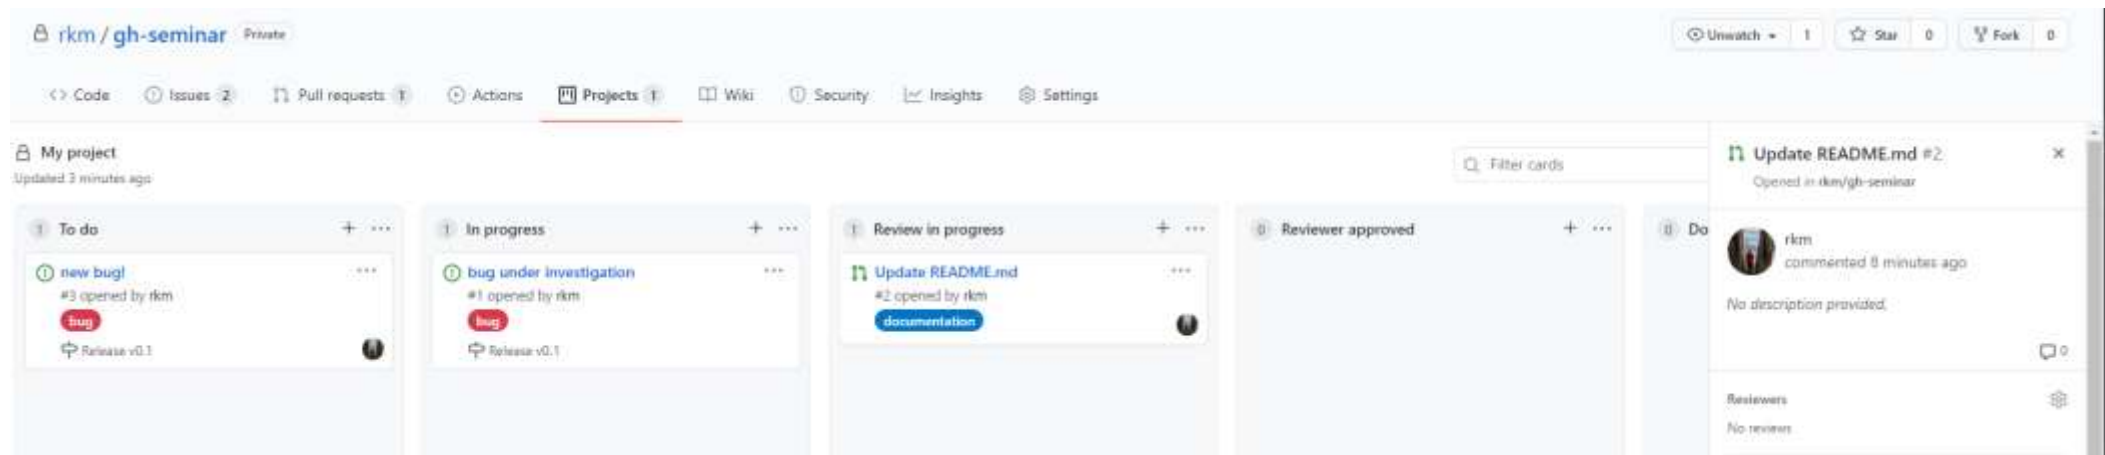 rkm / gh-seminar Private
Unwatch 1 Star 0 Fork 0
<> Code Issues 2 Pull requests 1 Actions Projects 1 Wiki Security Insights Settings
My project
Updated 3 minutes ago
Filter cards
1 To do
new bug!
#3 opened by rkm
bug
Release v0.1
1 In progress
bug under investigation
#1 opened by rkm
bug
Release v0.1
1 Review in progress
Update README.md
#2 opened by rkm
documentation
0 Reviewer approved
0 Do
Update README.md #2
Opened in rkm/gh-seminar
rkm
commented 8 minutes ago
No description provided.
0
Reviewers
No reviews